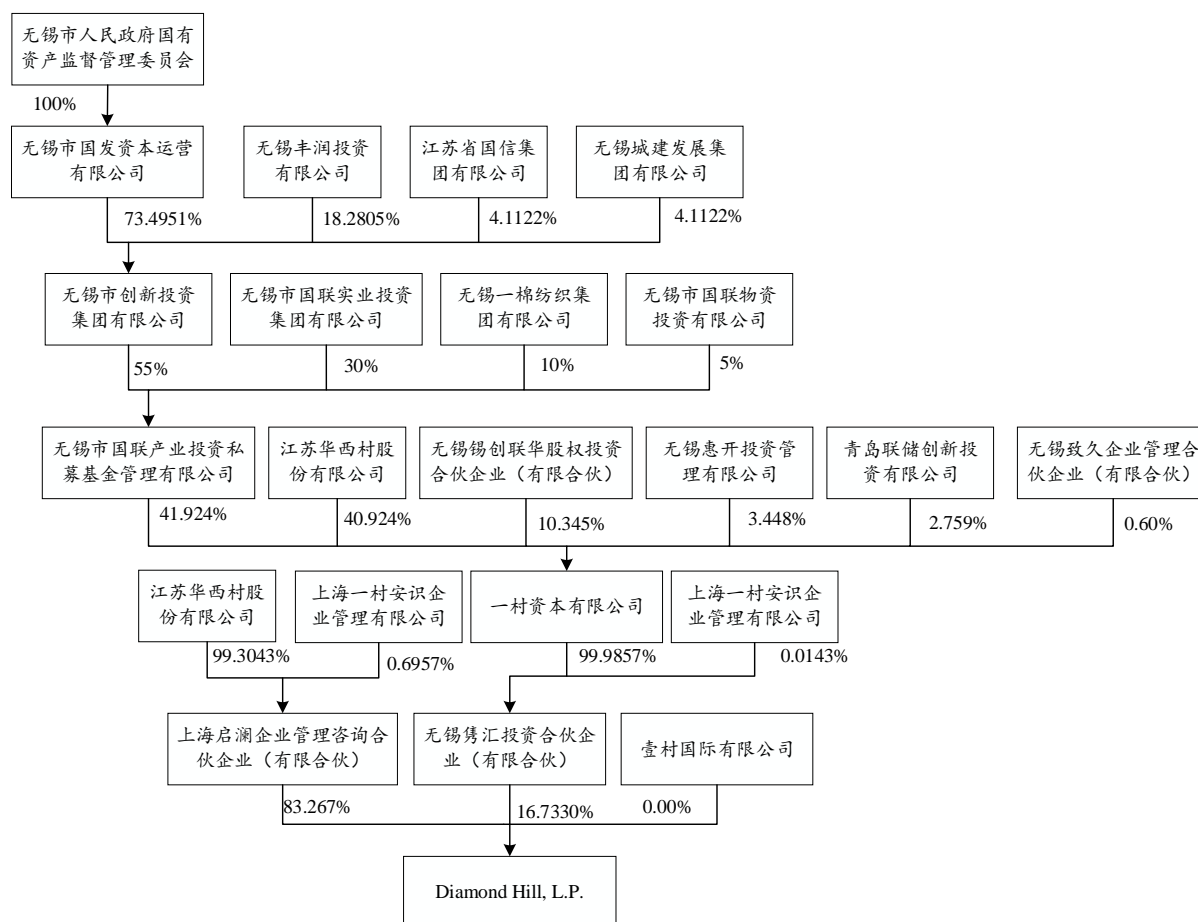 无锡市人民政府国有
资产监督管理委员会
100%
无锡市国发资本运营
有限公司
无锡丰润投资
有限公司
江苏省国信集
团有限公司
无锡城建发展集
团有限公司
73.4951%
18.2805%
4.1122%
4.1122%
无锡市创新投资
集团有限公司
无锡市国联实业投资
集团有限公司
无锡一棉纺织集
团有限公司
无锡市国联物资
投资有限公司
55%
30%
10%
5%
无锡市国联产业投资私
募基金管理有限公司
江苏华西村股
份有限公司
无锡锡创联华股权投资
合伙企业（有限合伙）
无锡惠开投资管
理有限公司
青岛联储创新投
资有限公司
无锡致久企业管理合
伙企业（有限合伙）
41.924%
40.924%
10.345%
3.448%
2.759%
0.60%
江苏华西村股
份有限公司
上海一村安识企
业管理有限公司
一村资本有限公司
上海一村安识企
业管理有限公司
99.3043%
0.6957%
99.9857%
0.0143%
上海启澜企业管理咨询合
伙企业（有限合伙）
无锡隽汇投资合伙企
业（有限合伙）
壹村国际有限公司
83.267%
16.7330%
0.00%
Diamond Hill, L.P.